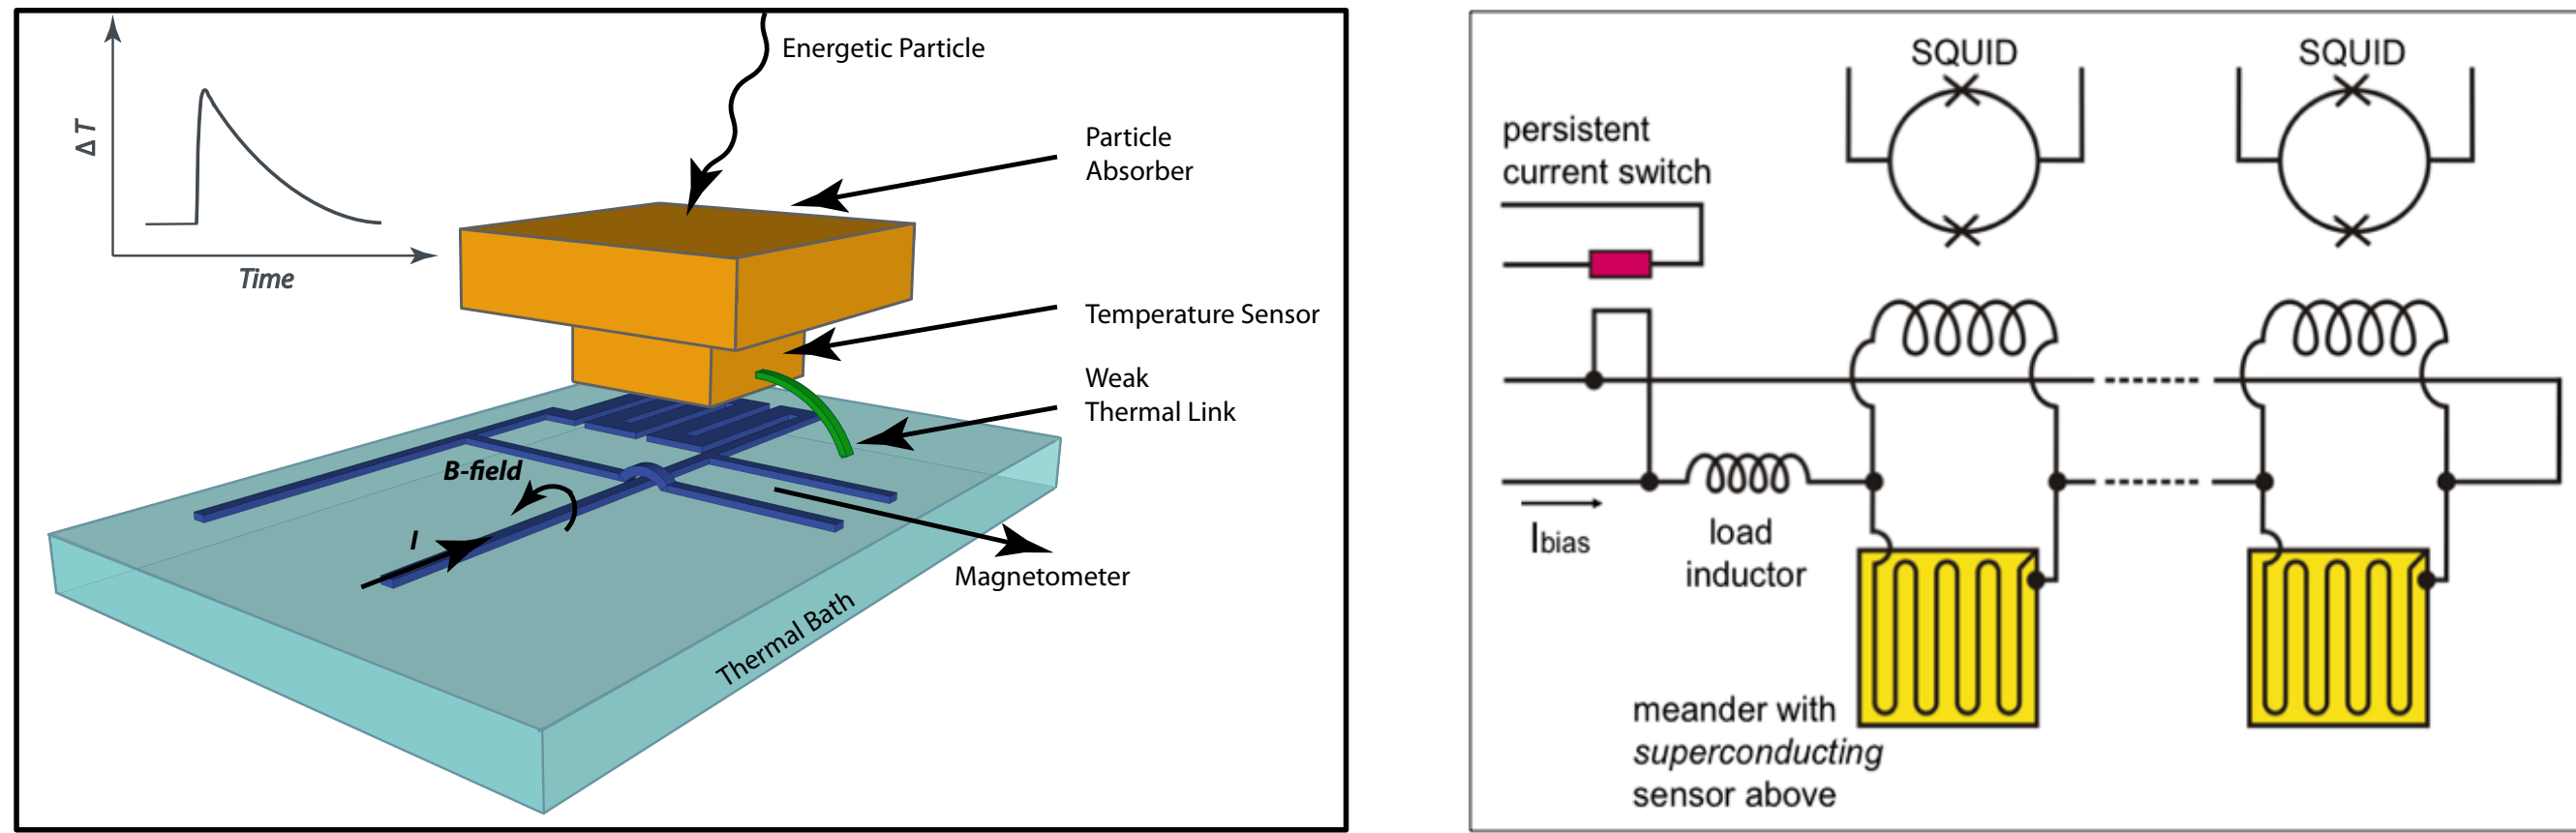 Energetic Particle
Particle
Absorber
Temperature Sensor
Weak
Thermal Link
Magnetometer
Thermal Bath
B-field
I
Δ T
Time
SQUID
SQUID
persistent
current switch
Ibias
load
inductor
meander with
superconducting
sensor above